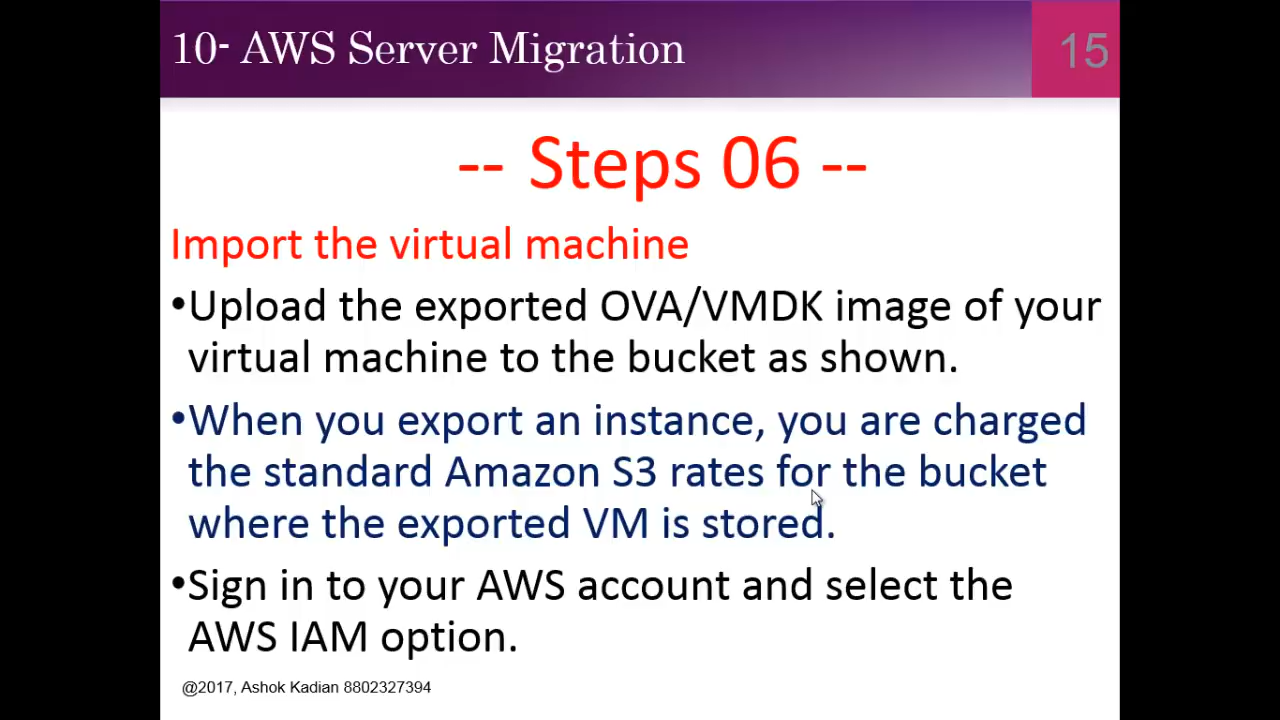 10- AWS Server Migration
15
-- Steps 06 --
Import the virtual machine
•Upload the exported OVA/VMDK image of your
virtual machine to the bucket as shown.
•When you export an instance, you are charged
the standard Amazon S3 rates for the bucket
where the exported VM is stored.
•Sign in to your AWS account and select the
AWS IAM option.
@2017, Ashok Kadian 8802327394